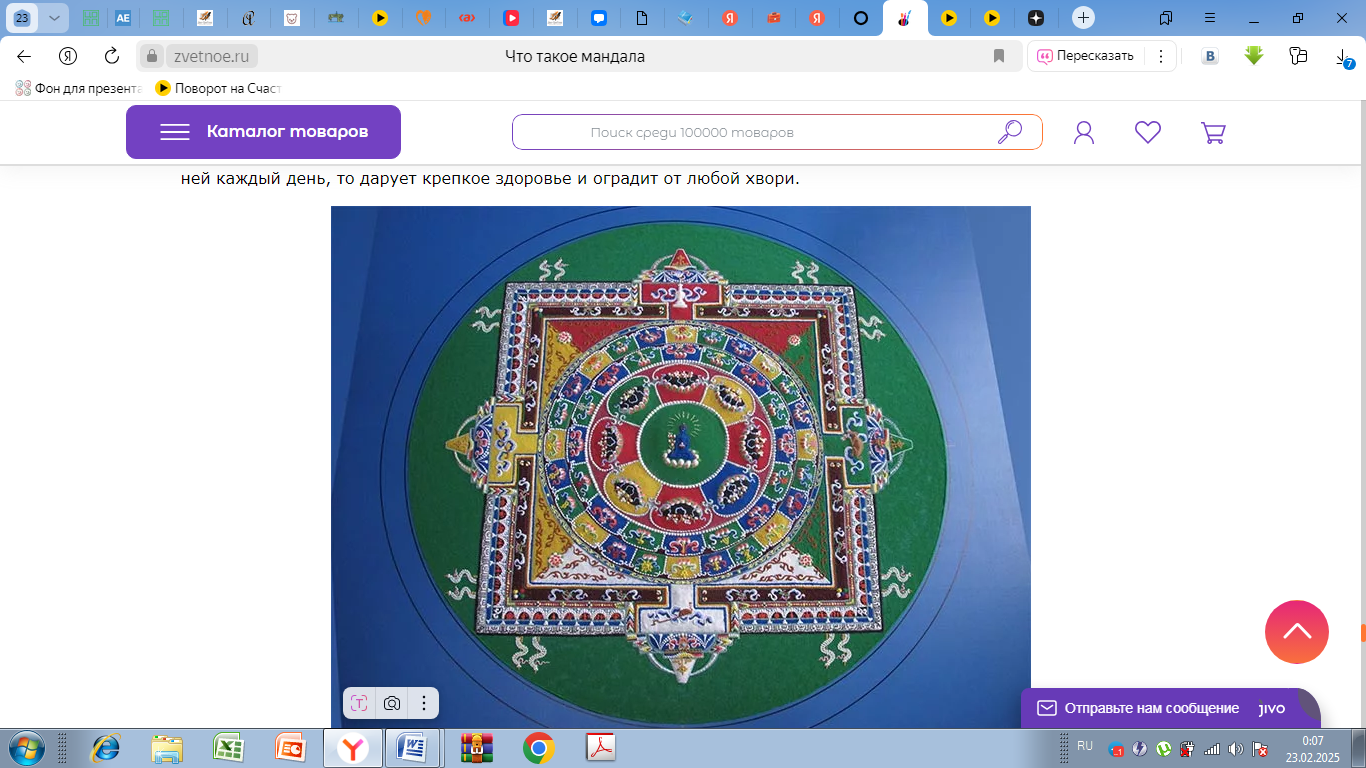 23
AE
Я
Я
zvetnoe.ru
Что такое мандала
Пересказать
B
7
Фон для презента
Поворот на Счаст
Каталог товаров
Поиск среди 100000 товаров
ней каждый день, то дарует крепкое здоровье и оградит от любой хвори.
Отправьте нам сообщение jivo
RU
0:07
23.02.2025